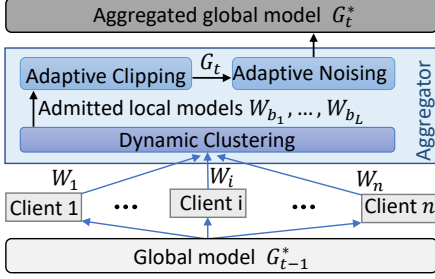 Aggregated global model G*t
Gt
Adaptive Clipping
Adaptive Noising
Admitted local models Wb1, ..., WbL
Dynamic Clustering
Aggregator
W1
Wi
Wn
Client 1
...
Client i
...
Client n
Global model G*t−1